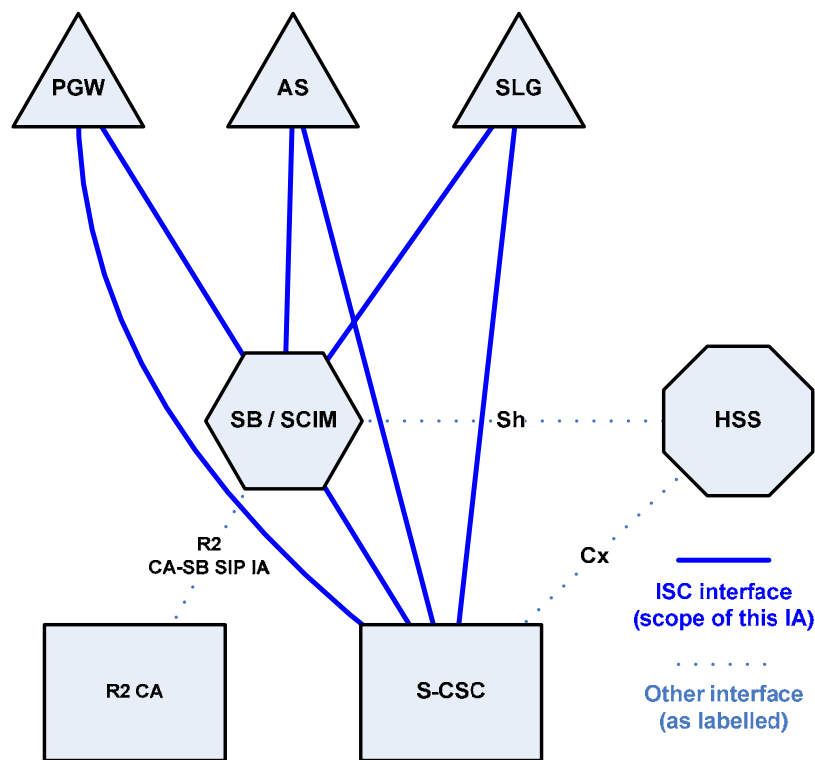 PGW
AS
SLG
SB / SCIM
Sh
HSS
R2
CA-SB SIP IA
Cx
ISC interface
(scope of this IA)
R2 CA
S-CSC
Other interface
(as labelled)